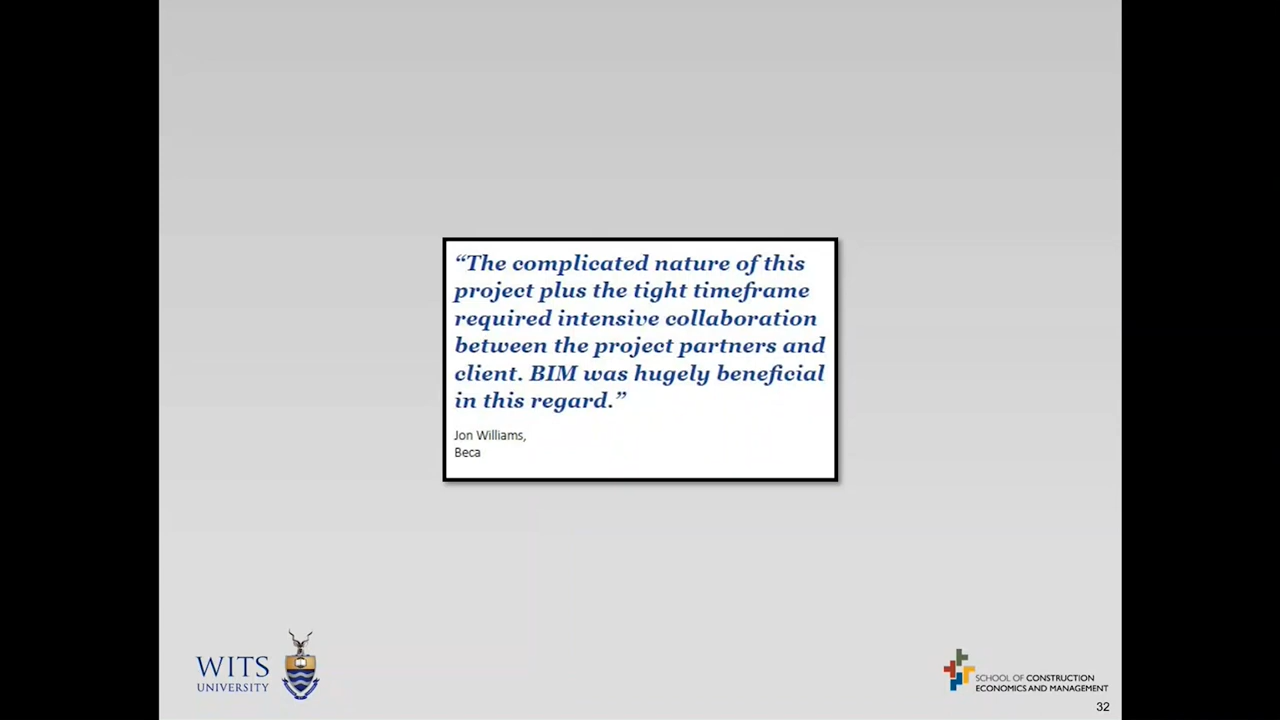 “The complicated nature of this
project plus the tight timeframe
required intensive collaboration
between the project partners and
client. BIM was hugely beneficial
in this regard.”
Jon Williams,
Beca
WITS
UNIVERSITY
SCHOOL OF CONSTRUCTION
ECONOMICS AND MANAGEMENT
32